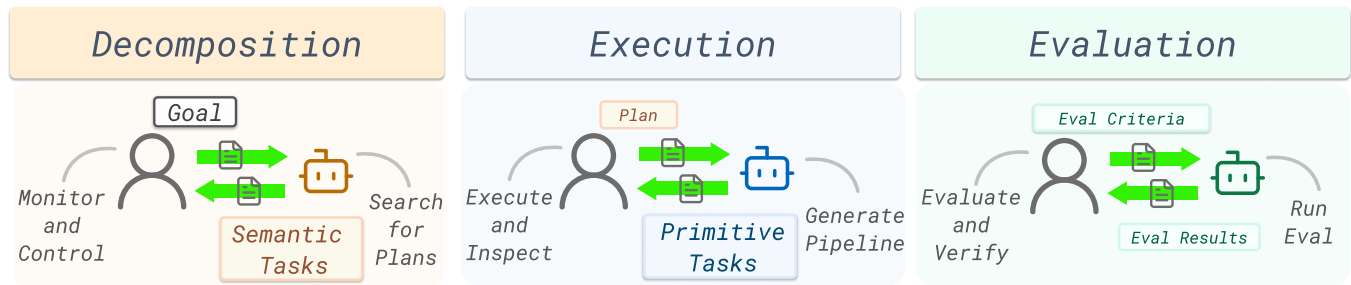 Decomposition
Goal
Monitor
and
Control
Search
for
Plans
Semantic
Tasks
Execution
Plan
Execute
and
Inspect
Generate
Pipeline
Primitive
Tasks
Evaluation
Eval Criteria
Evaluate
and
Verify
Run
Eval
Eval Results